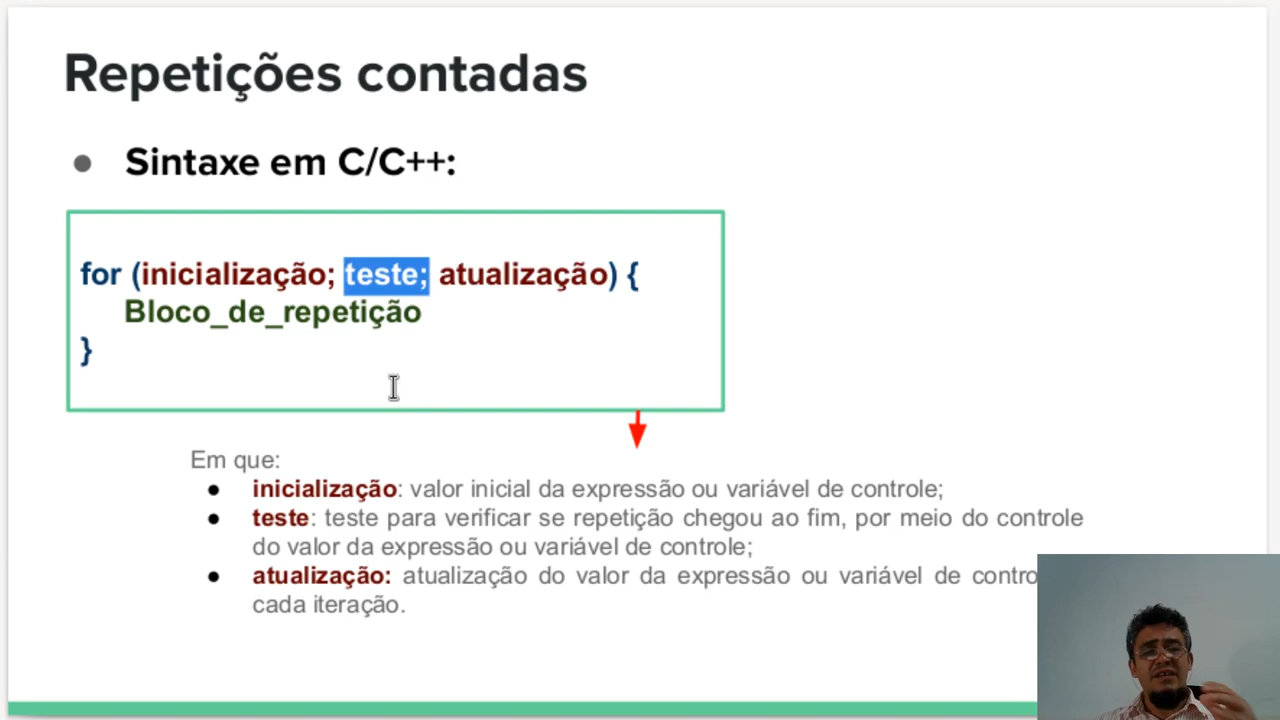 Repetições contadas
● Sintaxe em C/C++:
for (inicialização; teste; atualização) {
Bloco_de_repetição
}
Em que:
● inicialização: valor inicial da expressão ou variável de controle;
● teste: teste para verificar se repetição chegou ao fim, por meio do controle
do valor da expressão ou variável de controle;
● atualização: atualização do valor da expressão ou variável de
cada iteração.